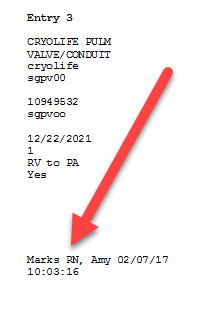 Entry 3
CRYOLIFE PULM
VALVE/CONDUIT
cryolife
sgpv00
10949532
sgpvoo
12/22/2021
1
RV to PA
Yes
Marks RN, Amy 02/07/17
10:03:16